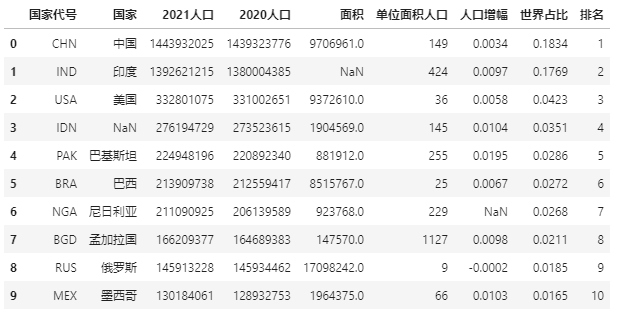 国家代号 国家 2021人口 2020人口 面积 单位面积人口 人口增幅 世界占比 排名
0 CHN 中国 1443932025 1439323776 9706961.0 149 0.0034 0.1834 1
1 IND 印度 1392621215 1380004385 NaN 424 0.0097 0.1769 2
2 USA 美国 332801075 331002651 9372610.0 36 0.0058 0.0423 3
3 IDN NaN 276194729 273523615 1904569.0 145 0.0104 0.0351 4
4 PAK 巴基斯坦 224948196 220892340 881912.0 255 0.0195 0.0286 5
5 BRA 巴西 213909738 212559417 8515767.0 25 0.0067 0.0272 6
6 NGA 尼日利亚 211090925 206139589 923768.0 229 NaN 0.0268 7
7 BGD 孟加拉国 166209377 164689383 147570.0 1127 0.0098 0.0211 8
8 RUS 俄罗斯 145913228 145934462 17098242.0 9 -0.0002 0.0185 9
9 MEX 墨西哥 130184061 128932753 1964375.0 66 0.0103 0.0165 10